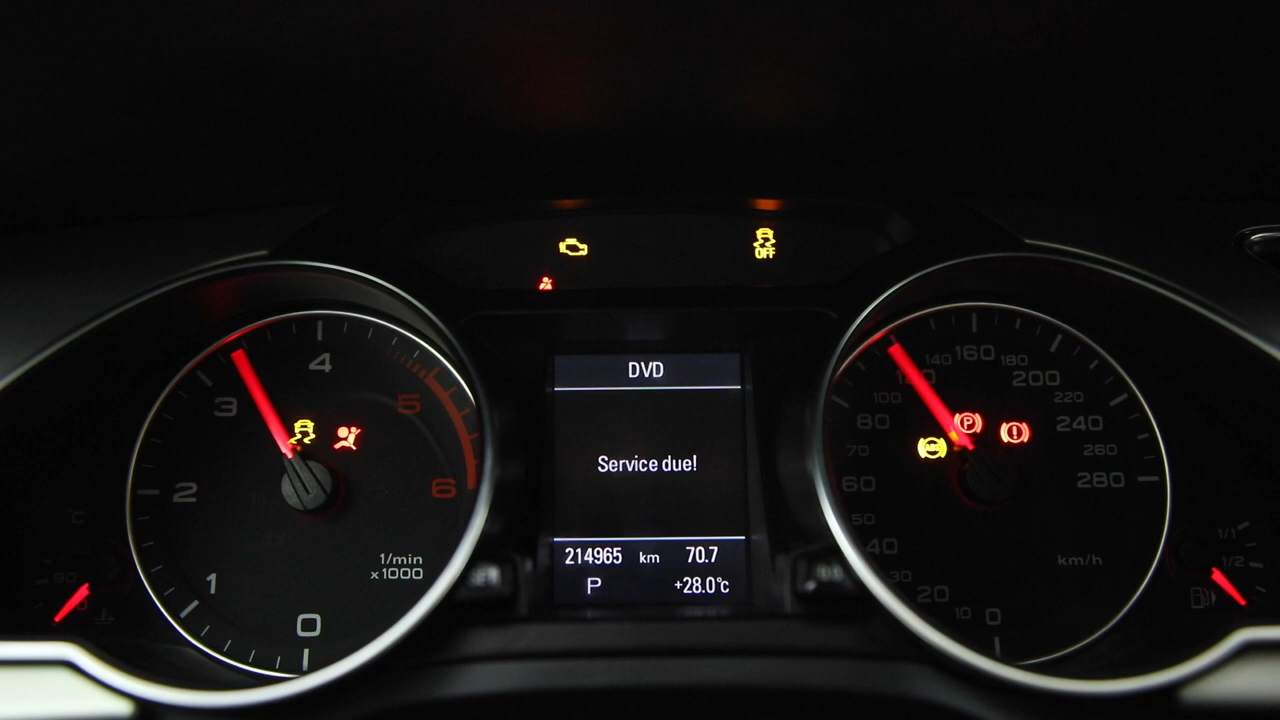 OFF
DVD
Service due!
214965 km 70.7
P +28.0°c
0
1
2
3
4
5
6
1/min
x1000
ABS
P
!
0
10
20
30
40
50
60
70
80
100
120
140
160
180
200
220
240
260
280
km/h
°C
90
1/1
1/2